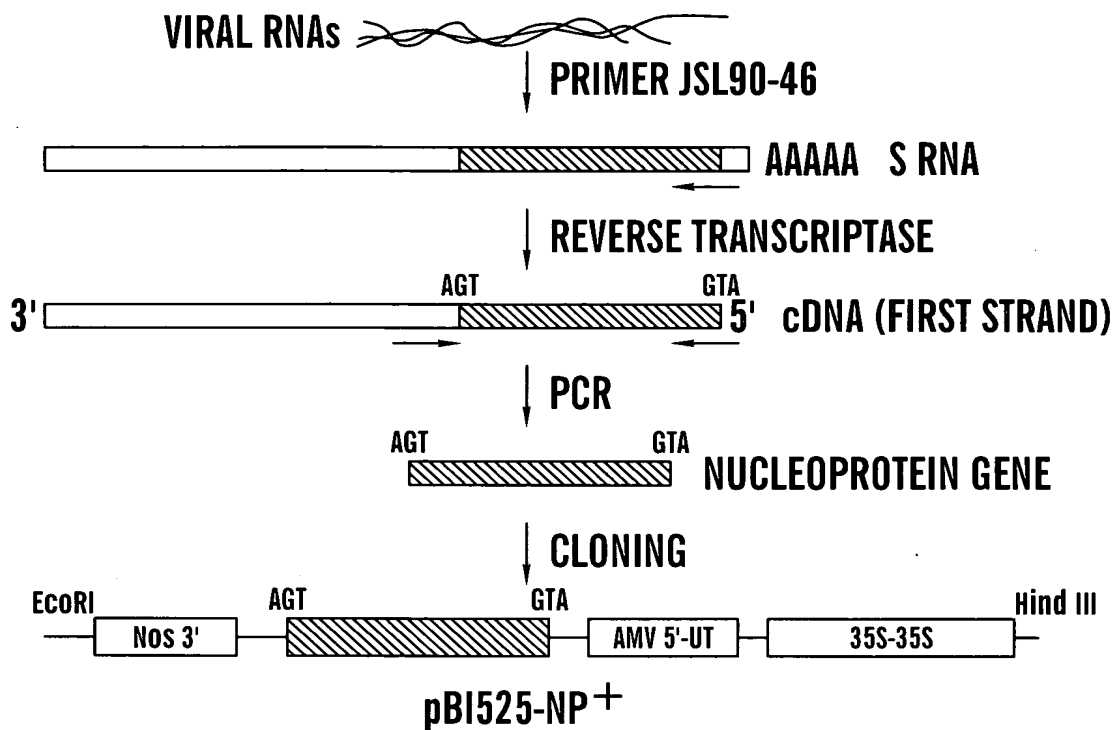 VIRAL RNAs
PRIMER JSL90-46
AAAAA S RNA
REVERSE TRANSCRIPTASE
AGT GTA
3' 5' cDNA (FIRST STRAND)
PCR
AGT GTA
NUCLEOPROTEIN GENE
CLONING
EcoRI AGT GTA Hind III
Nos 3' AMV 5'-UT 35S-35S
pBI525-NP+